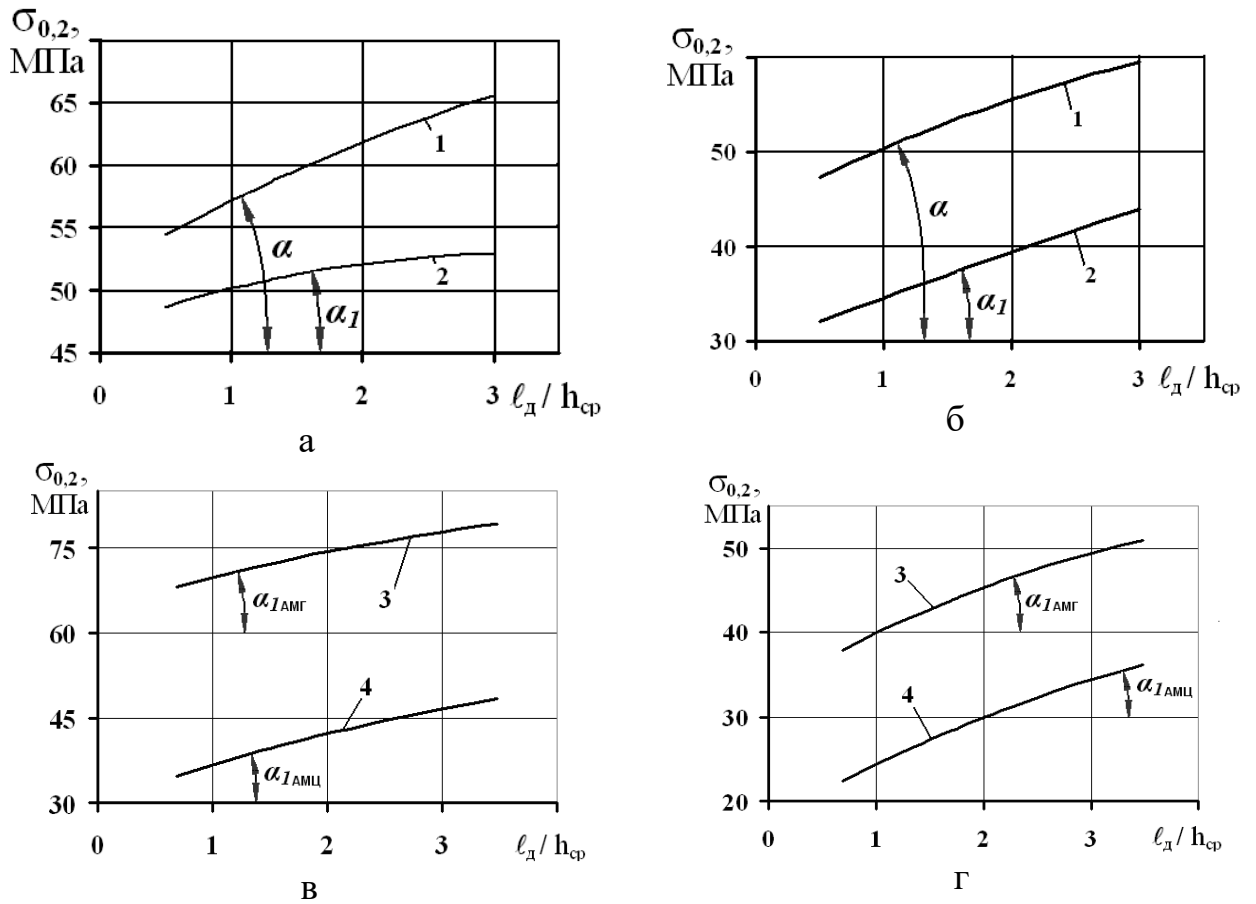 σ0,2,
МПа
65
60
55
50
45
0
1
2
3
ℓд / hср
1
2
α
α1
а
σ0,2,
МПа
50
40
30
0
1
2
3
ℓд / hср
1
2
α
α1
б
σ0,2,
МПа
75
60
45
30
0
1
2
3
ℓд / hср
3
4
α1АМГ
α1АМЦ
в
σ0,2,
МПа
50
40
30
20
0
1
2
3
ℓд / hср
3
4
α1АМГ
α1АМЦ
г